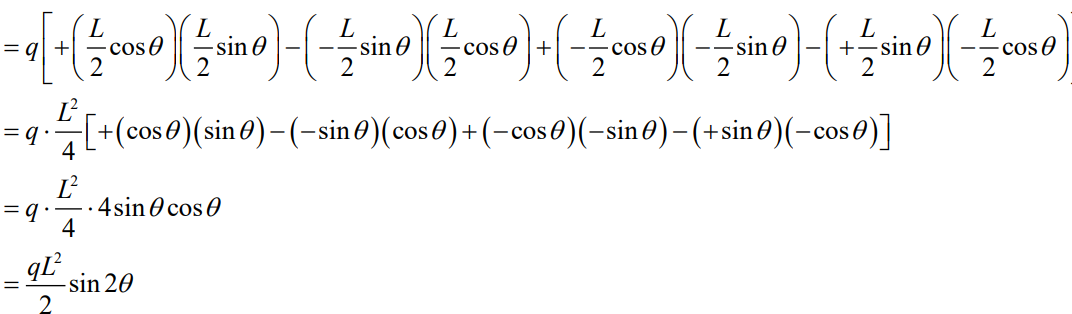 = q[+(L/2 cosθ)(L/2 sinθ) − (−L/2 sinθ)(L/2 cosθ) + (−L/2 cosθ)(−L/2 sinθ) − (+L/2 sinθ)(−L/2 cosθ)]
= q · L²/4 [+(cosθ)(sinθ) − (−sinθ)(cosθ) + (−cosθ)(−sinθ) − (+sinθ)(−cosθ)]
= q · L²/4 · 4 sinθ cosθ
= qL²/2 sin 2θ